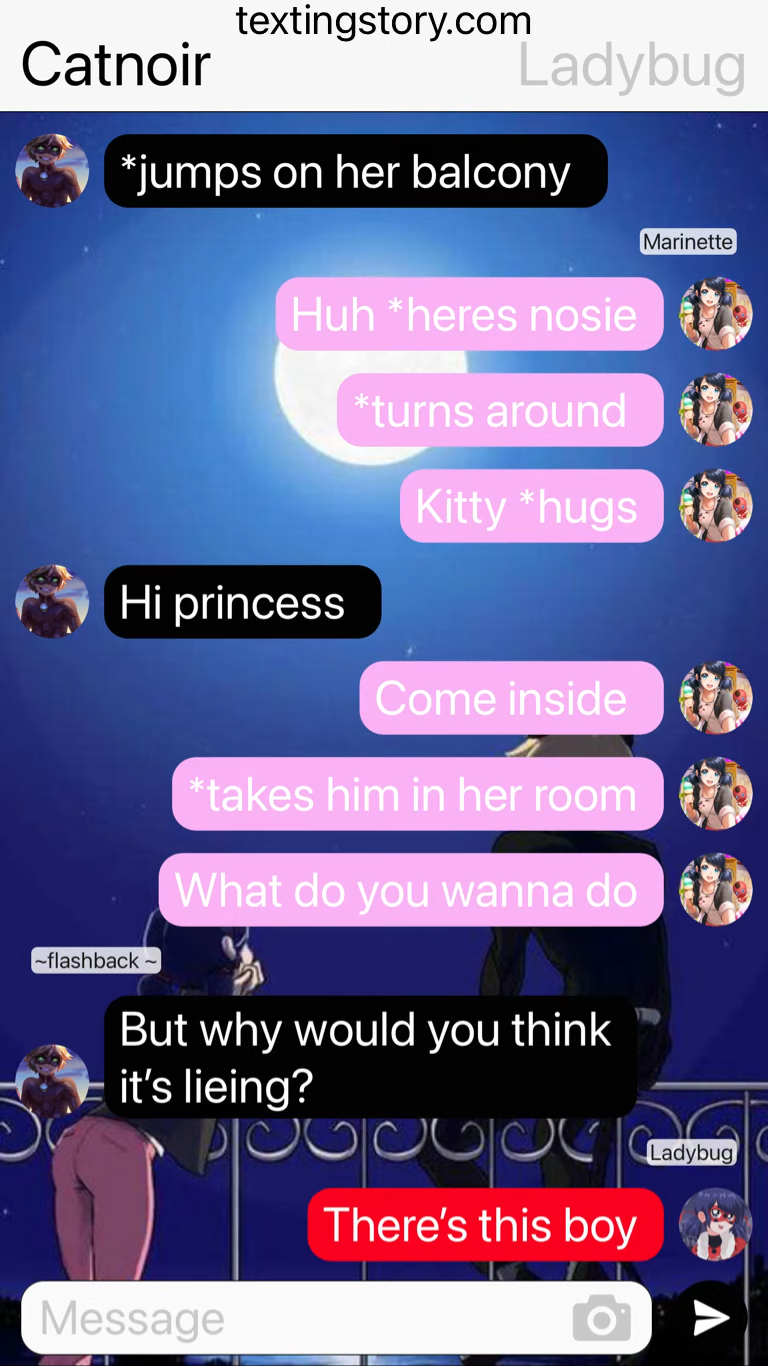 textingstory.com
Catnoir
Ladybug
*jumps on her balcony
Marinette
Huh *heres nosie
*turns around
Kitty *hugs
Hi princess
Come inside
*takes him in her room
What do you wanna do
~flashback ~
But why would you think
it’s lieing?
Ladybug
There’s this boy
Message